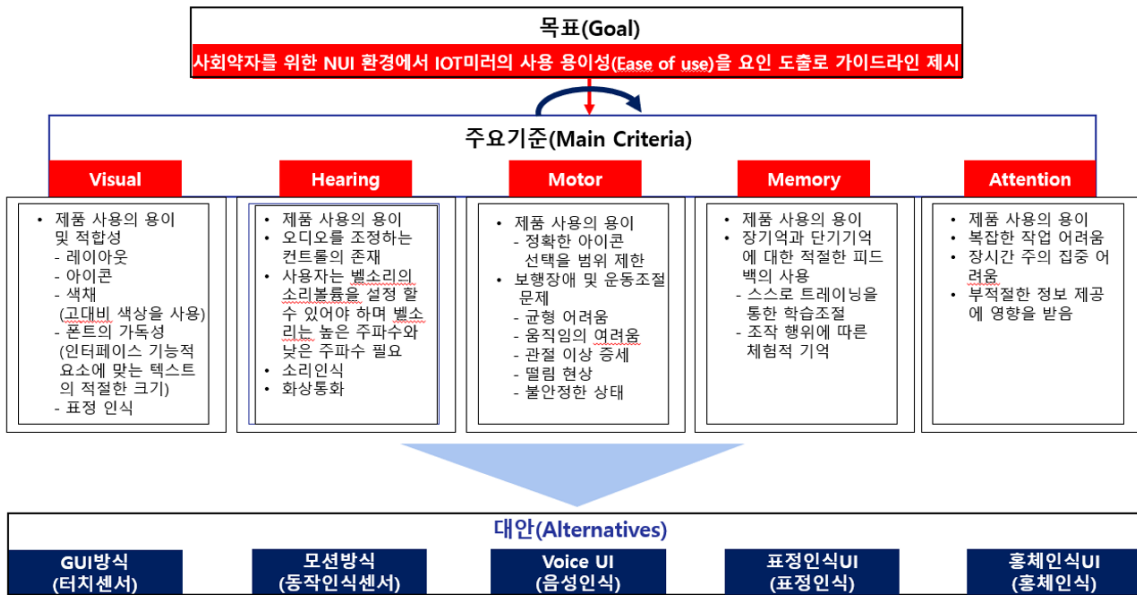 목표(Goal)
사회약자를 위한 NUI 환경에서 IOT미러의 사용 용이성(Ease of use)을 요인 도출로 가이드라인 제시
주요기준(Main Criteria)
Visual
• 제품 사용의 용이
및 적합성
- 레이아웃
- 아이콘
- 색채
(고대비 색상을 사용)
- 폰트의 가독성
(인터페이스 기능적
요소에 맞는 텍스트
의 적절한 크기)
- 표정 인식
Hearing
• 제품 사용의 용이
• 오디오를 조정하는
컨트롤의 존재
• 사용자는 벨소리의
소리볼륨을 설정 할
수 있어야 하며 벨소
리는 높은 주파수와
낮은 주파수 필요
• 소리인식
• 화상통화
Motor
• 제품 사용의 용이
- 정확한 아이콘
선택을 범위 제한
• 보행장애 및 운동조절
문제
- 균형 어려움
- 움직임의 여려움
- 관절 이상 증세
- 떨림 현상
- 불안정한 상태
Memory
• 제품 사용의 용이
• 장기억과 단기기억
에 대한 적절한 피드
백의 사용
- 스스로 트레이닝을
통한 학습조절
- 조작 행위에 따른
체험적 기억
Attention
• 제품 사용의 용이
• 복잡한 작업 어려움
• 장시간 주의 집중 어
려움
• 부적절한 정보 제공
에 영향을 받음
대안(Alternatives)
GUI방식
(터치센서)
모션방식
(동작인식센서)
Voice UI
(음성인식)
표정인식UI
(표정인식)
홍체인식UI
(홍체인식)